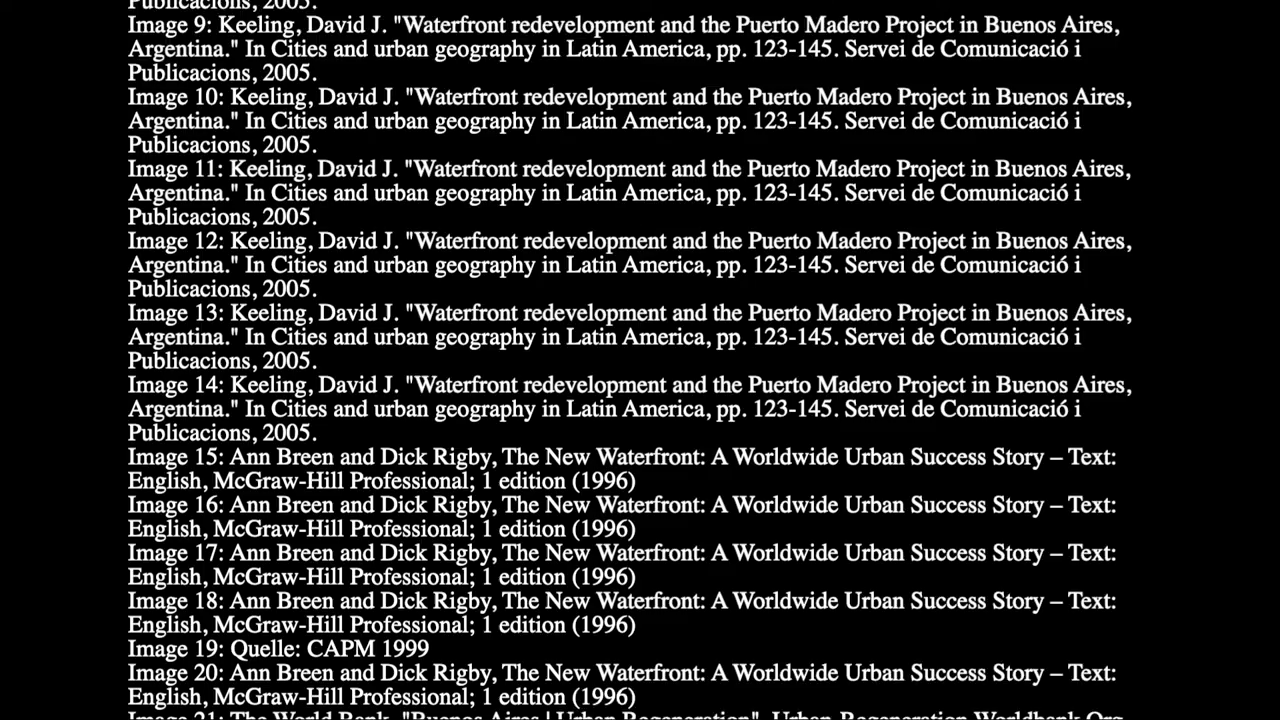 Publicacions, 2005.
Image 9: Keeling, David J. "Waterfront redevelopment and the Puerto Madero Project in Buenos Aires,
Argentina." In Cities and urban geography in Latin America, pp. 123-145. Servei de Comunicació i
Publicacions, 2005.
Image 10: Keeling, David J. "Waterfront redevelopment and the Puerto Madero Project in Buenos Aires,
Argentina." In Cities and urban geography in Latin America, pp. 123-145. Servei de Comunicació i
Publicacions, 2005.
Image 11: Keeling, David J. "Waterfront redevelopment and the Puerto Madero Project in Buenos Aires,
Argentina." In Cities and urban geography in Latin America, pp. 123-145. Servei de Comunicació i
Publicacions, 2005.
Image 12: Keeling, David J. "Waterfront redevelopment and the Puerto Madero Project in Buenos Aires,
Argentina." In Cities and urban geography in Latin America, pp. 123-145. Servei de Comunicació i
Publicacions, 2005.
Image 13: Keeling, David J. "Waterfront redevelopment and the Puerto Madero Project in Buenos Aires,
Argentina." In Cities and urban geography in Latin America, pp. 123-145. Servei de Comunicació i
Publicacions, 2005.
Image 14: Keeling, David J. "Waterfront redevelopment and the Puerto Madero Project in Buenos Aires,
Argentina." In Cities and urban geography in Latin America, pp. 123-145. Servei de Comunicació i
Publicacions, 2005.
Image 15: Ann Breen and Dick Rigby, The New Waterfront: A Worldwide Urban Success Story – Text:
English, McGraw-Hill Professional; 1 edition (1996)
Image 16: Ann Breen and Dick Rigby, The New Waterfront: A Worldwide Urban Success Story – Text:
English, McGraw-Hill Professional; 1 edition (1996)
Image 17: Ann Breen and Dick Rigby, The New Waterfront: A Worldwide Urban Success Story – Text:
English, McGraw-Hill Professional; 1 edition (1996)
Image 18: Ann Breen and Dick Rigby, The New Waterfront: A Worldwide Urban Success Story – Text:
English, McGraw-Hill Professional; 1 edition (1996)
Image 19: Quelle: CAPM 1999
Image 20: Ann Breen and Dick Rigby, The New Waterfront: A Worldwide Urban Success Story – Text:
English, McGraw-Hill Professional; 1 edition (1996)
Image 21: The World Bank. "Buenos Aires | Urban Regeneration". Urban Regeneration.Worldbank.Org.